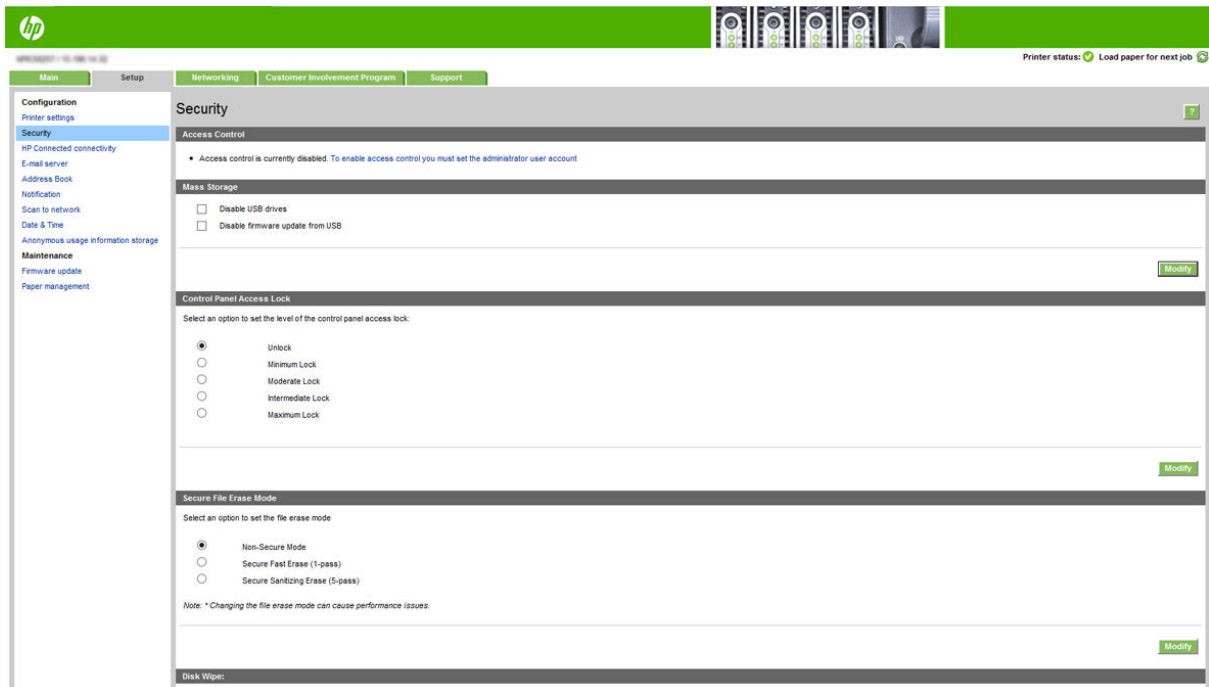 hp
Printer status: Load paper for next job
Main Setup Networking Customer Involvement Program Support
Configuration
Printer settings
Security
HP Connected connectivity
E-mail server
Address Book
Notification
Scan to network
Date & Time
Anonymous usage information storage
Maintenance
Firmware update
Paper management
Security
?
Access Control
Access control is currently disabled. To enable access control you must set the administrator user account
Mass Storage
Disable USB drives
Disable firmware update from USB
Modify
Control Panel Access Lock
Select an option to set the level of the control panel access lock:
Unlock
Minimum Lock
Moderate Lock
Intermediate Lock
Maximum Lock
Modify
Secure File Erase Mode
Select an option to set the file erase mode
Non-Secure Mode
Secure Fast Erase (1-pass)
Secure Sanitizing Erase (5-pass)
Note: * Changing the file erase mode can cause performance issues.
Modify
Disk Wipe: